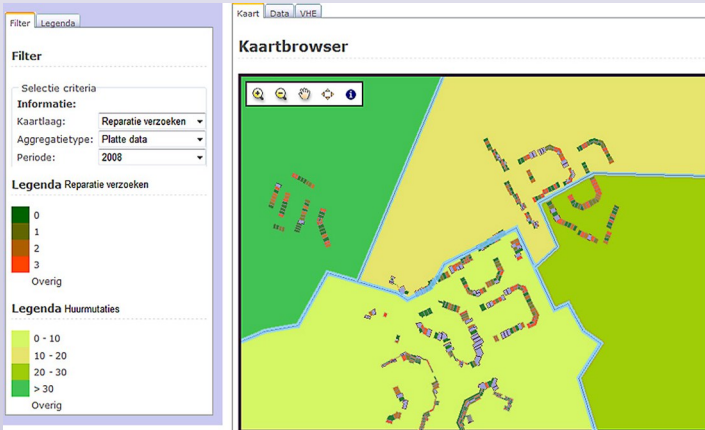 Filter Legenda
Filter
Selectie criteria
Informatie:
Kaartlaag: Reparatie verzoeken
Aggregatietype: Platte data
Periode: 2008
Legenda Reparatie verzoeken
0
1
2
3
Overig
Legenda Huurmutaties
0 - 10
10 - 20
20 - 30
> 30
Overig
Kaart Data VHE
Kaartbrowser